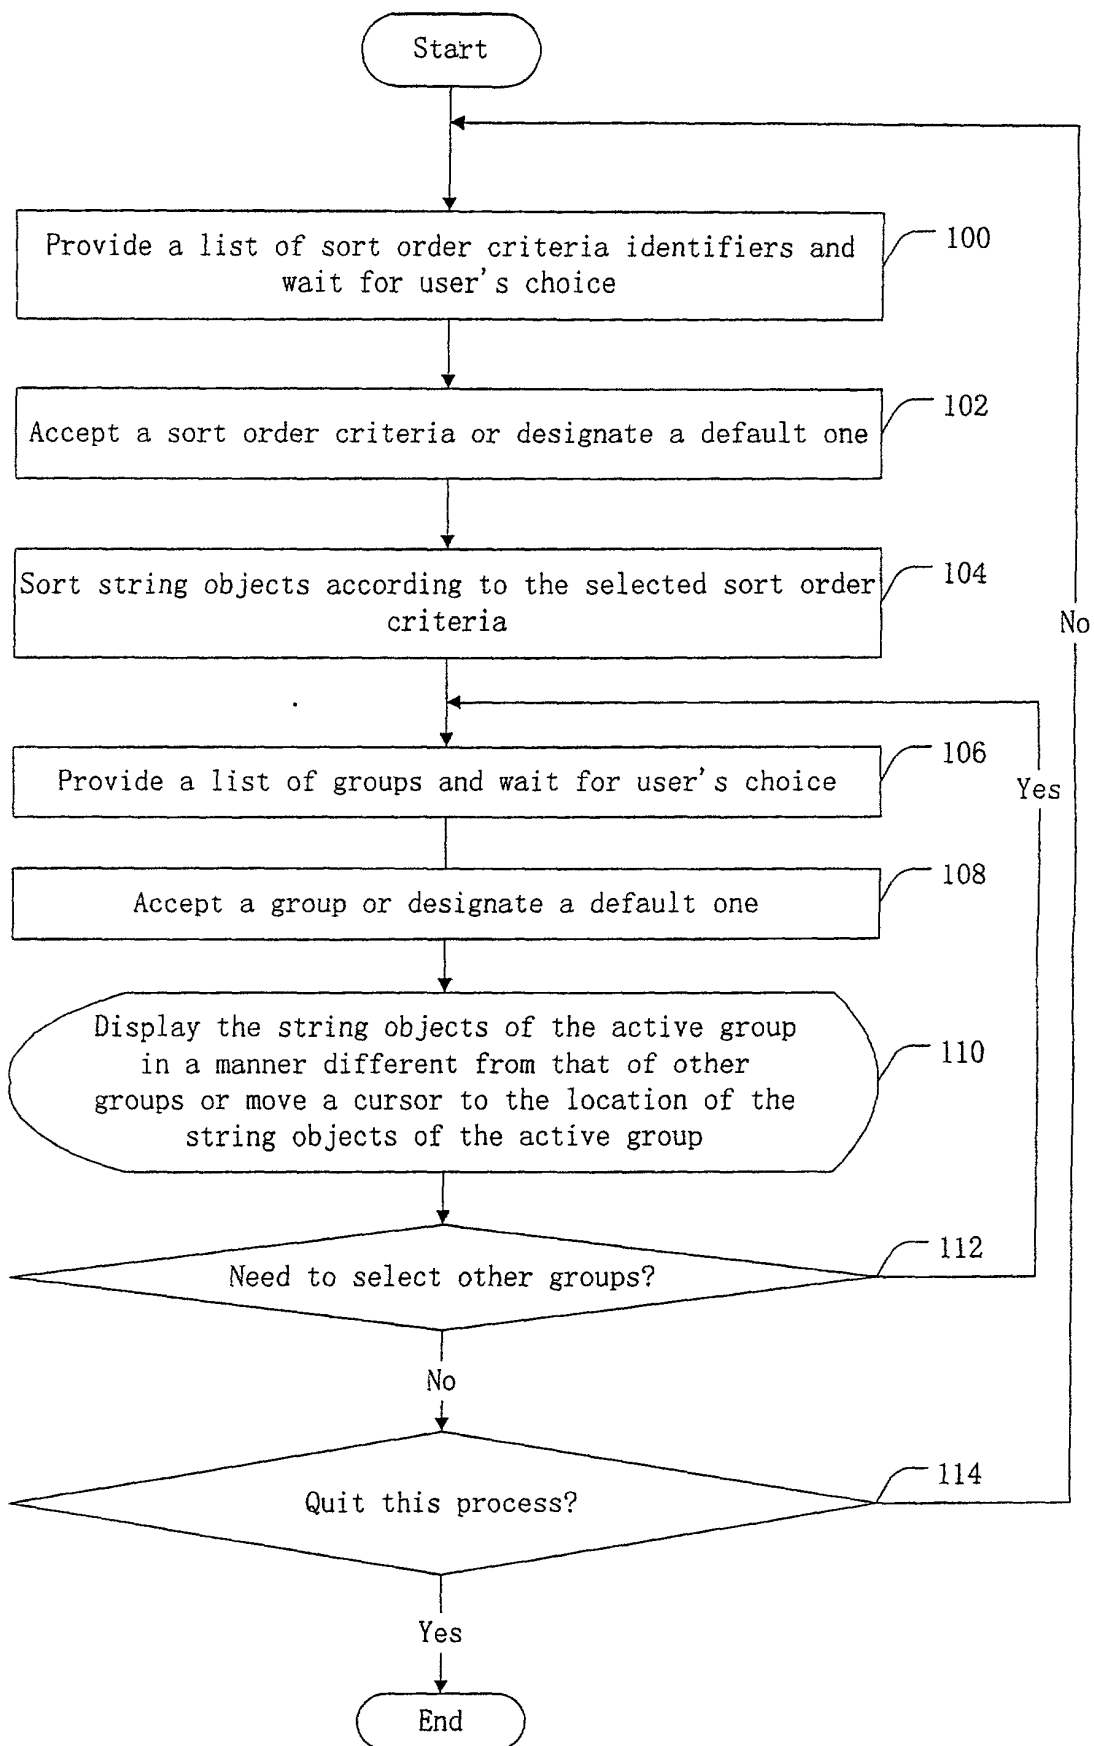 Start
Provide a list of sort order criteria identifiers and
wait for user's choice
100
Accept a sort order criteria or designate a default one
102
Sort string objects according to the selected sort order
criteria
104
No
Provide a list of groups and wait for user's choice
106
Yes
Accept a group or designate a default one
108
Display the string objects of the active group
in a manner different from that of other
groups or move a cursor to the location of the
string objects of the active group
110
Need to select other groups?
112
No
Quit this process?
114
Yes
End